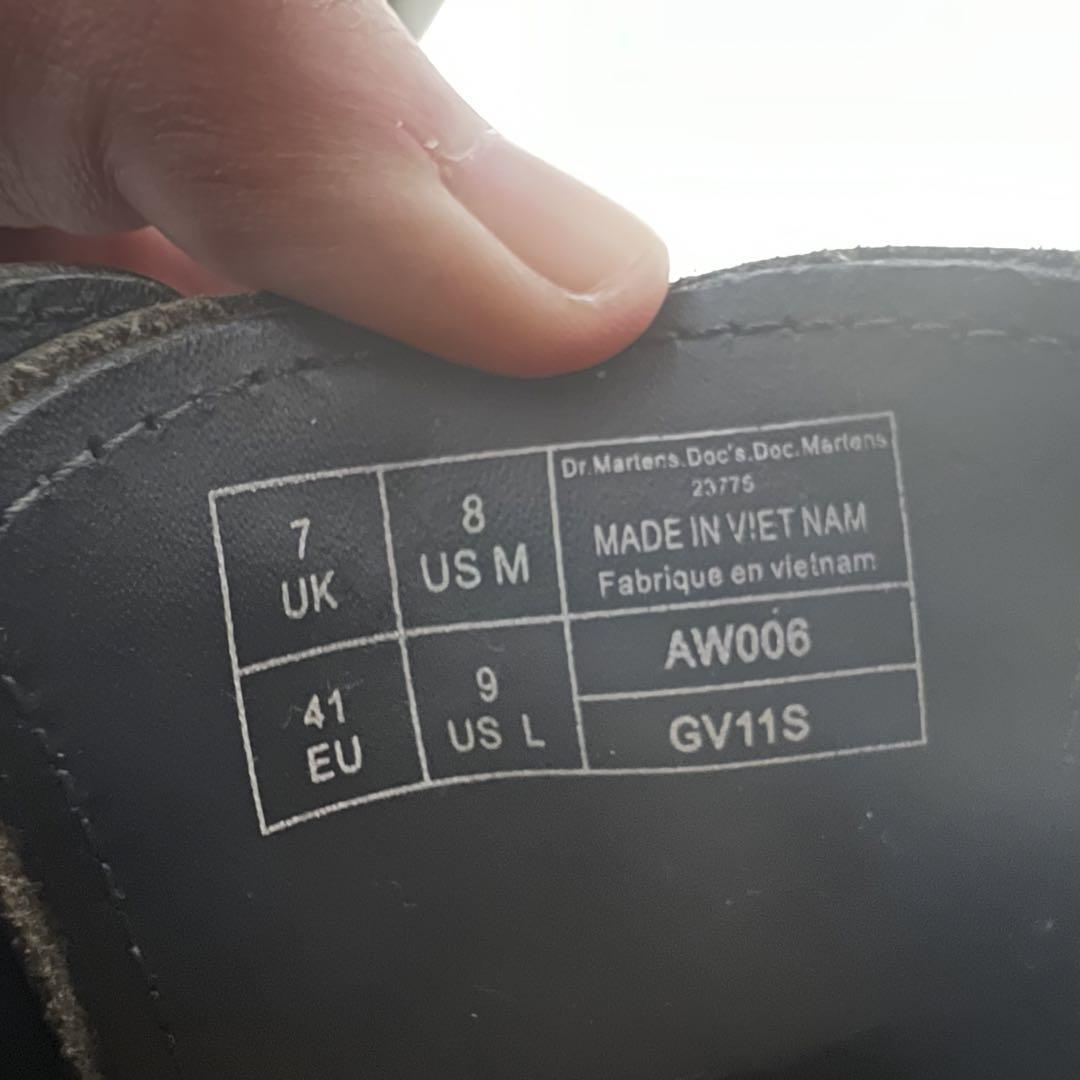 7
UK
8
US M
41
EU
9
US L
Dr.Martens.Doc's.Doc.Martens
23775
MADE IN VIET NAM
Fabrique en vietnam
AW006
GV11S